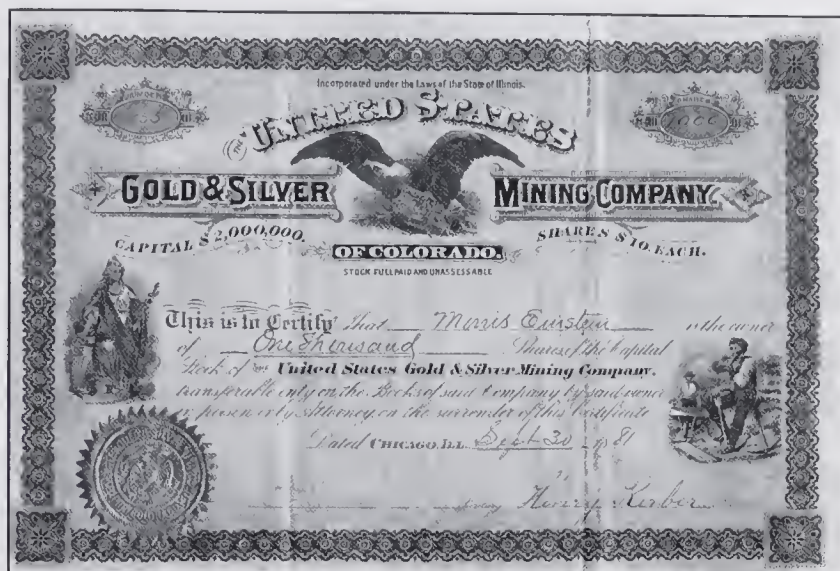 Incorporated under the Laws of the State of Illinois.
NUMBER
SHARES
1000
The UNITED STATES
GOLD & SILVER MINING COMPANY.
CAPITAL $2,000,000. SHARES $10. EACH.
OF COLORADO.
STOCK FULL PAID AND UNASSESSABLE
This is to Certify that Morris Einstein is the owner
of One Thousand Shares of the Capital
Stock of The United States Gold & Silver Mining Company,
transferable only on the Books of said Company by said owner
in person or by Attorney, on the surrender of this Certificate
Dated CHICAGO, ILL. Sept 30 1881
Henry Kerber